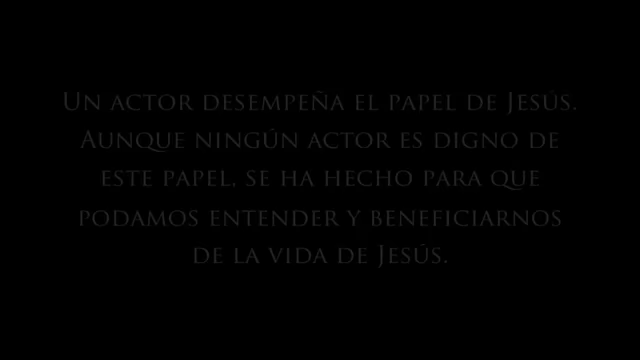 Un actor desempeña el papel de Jesús.
Aunque ningún actor es digno de
este papel, se ha hecho para que
podamos entender y beneficiarnos
de la vida de Jesús.